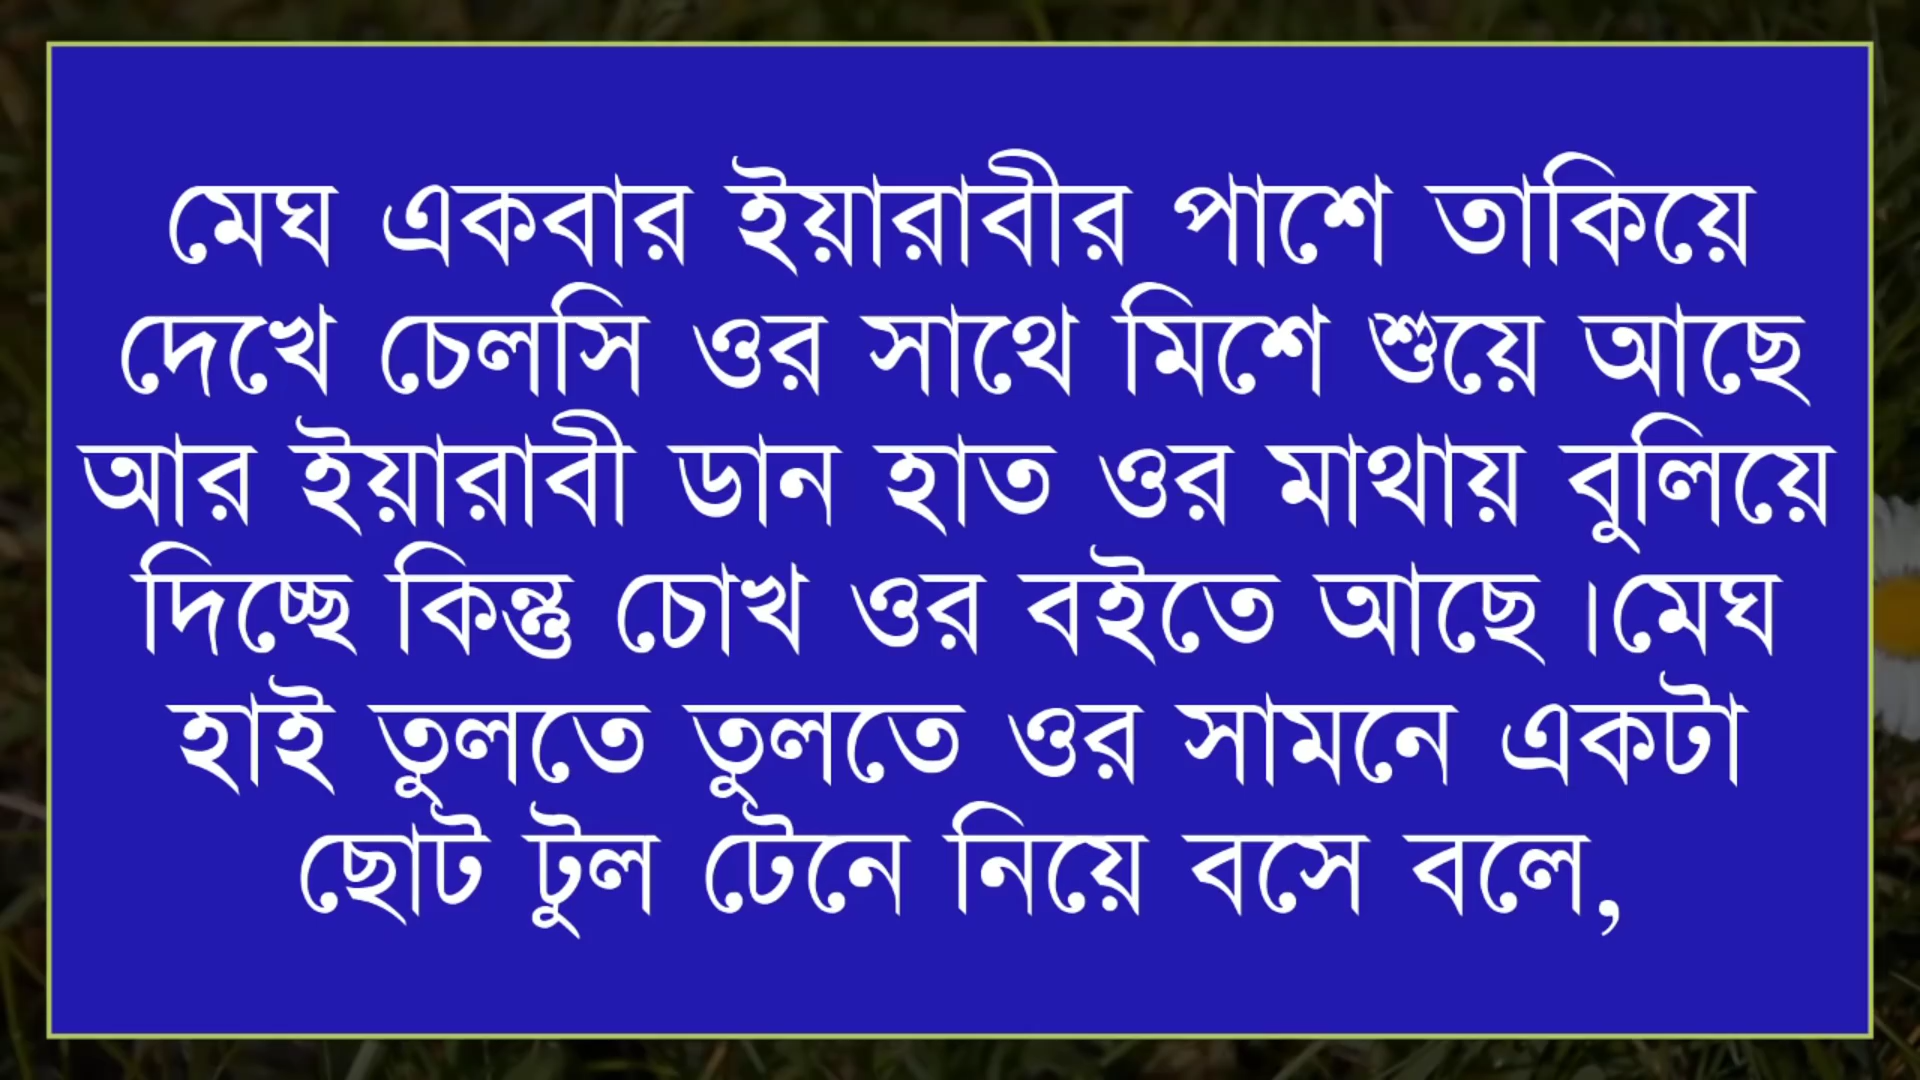 মেঘ একবার ইয়ারাবীর পাশে তাকিয়ে
দেখে চেলসি ওর সাথে মিশে শুয়ে আছে
আর ইয়ারাবী ডান হাত ওর মাথায় বুলিয়ে
দিচ্ছে কিন্তু চোখ ওর বইতে আছে।মেঘ
হাই তুলতে তুলতে ওর সামনে একটা
ছোট টুল টেনে নিয়ে বসে বলে,